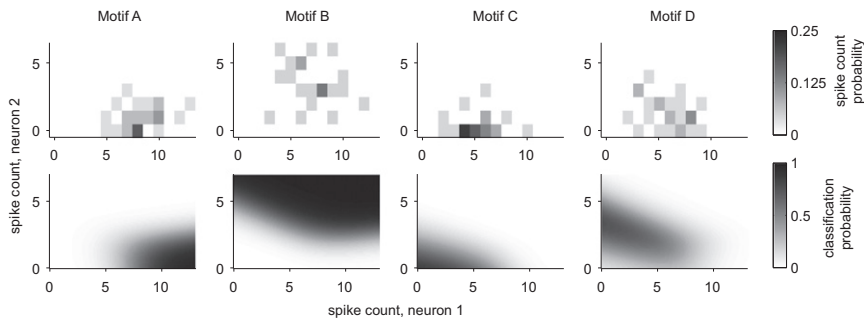 Motif A Motif B Motif C Motif D
5
0
0 5 10 0 5 10 0 5 10 0 5 10
0.25
0.125
0
spike count
probability
spike count, neuron 2
5
0
0 5 10 0 5 10 0 5 10 0 5 10
1
0.5
0
classification
probability
spike count, neuron 1